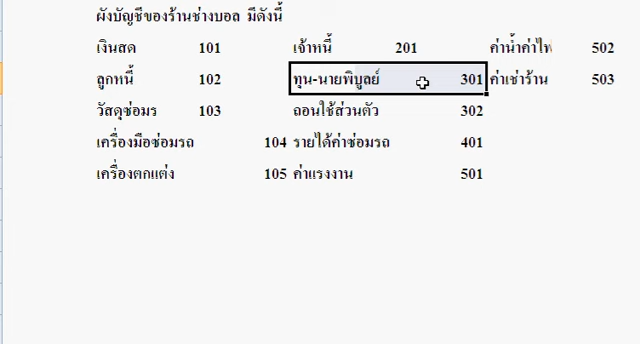 ผังบัญชีของร้านช่างบอล มีดังนี้
เงินสด 101 เจ้าหนี้ 201 ค่าน้ำค่าไฟ 502
ลูกหนี้ 102 ทุน-นายพิบูลย์ 301 ค่าเช่าร้าน 503
วัสดุซ่อมร 103 ถอนใช้ส่วนตัว 302
เครื่องมือซ่อมรถ 104 รายได้ค่าซ่อมรถ 401
เครื่องตกแต่ง 105 ค่าแรงงาน 501